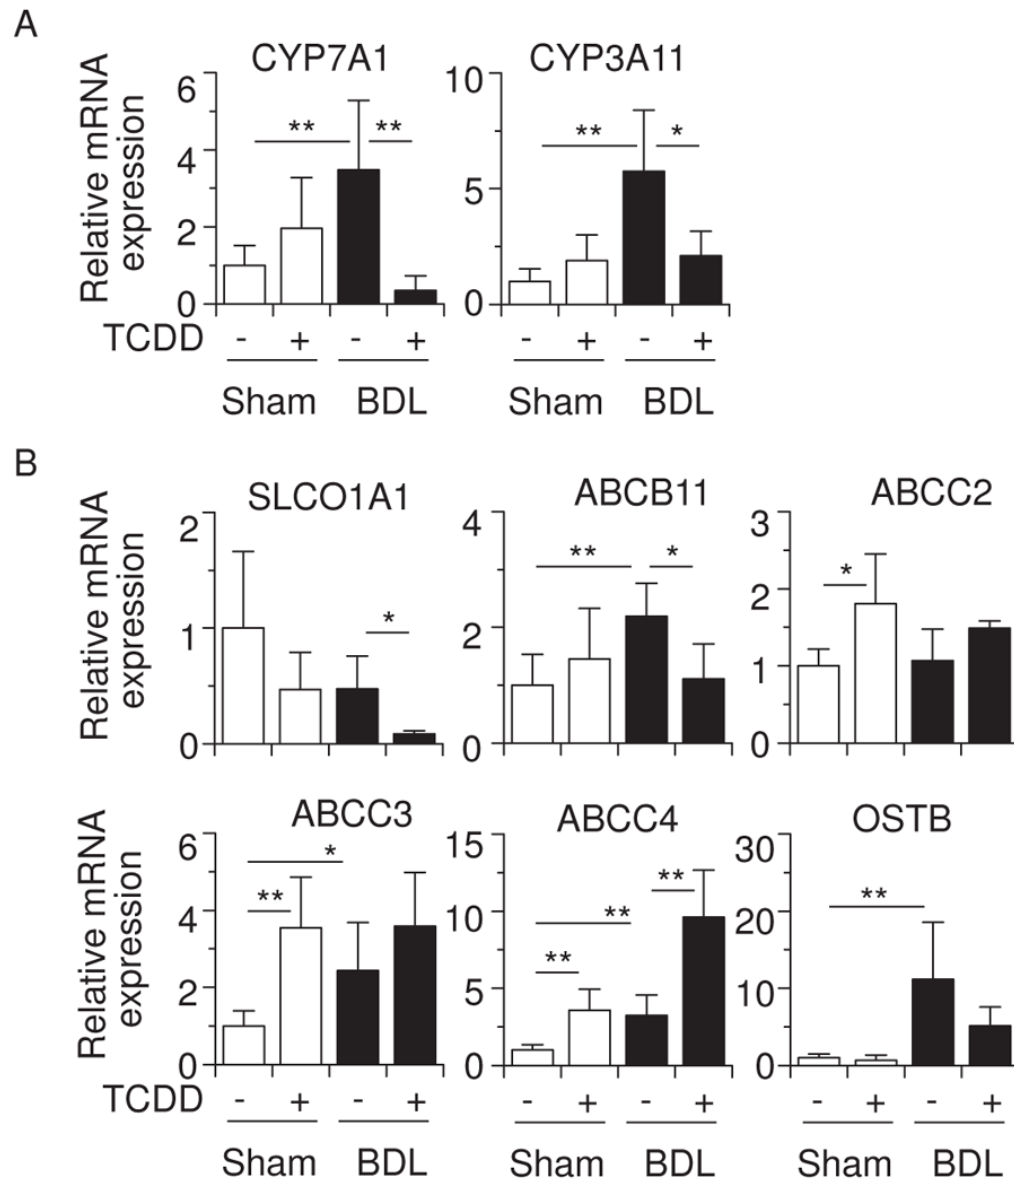 A
CYP7A1 CYP3A11
Relative mRNA
expression
6
4
2
0
** **
10
5
0
** *
TCDD - + - + - + - +
Sham BDL Sham BDL
B
SLCO1A1 ABCB11 ABCC2
Relative mRNA
expression
2
1
0
*
4
2
0
** *
3
2
1
0
*
ABCC3 ABCC4 OSTB
Relative mRNA
expression
6
4
2
0
*
**
15
10
5
0
**
**
**
30
20
10
0
**
TCDD - + - + - + - + - + - +
Sham BDL Sham BDL Sham BDL